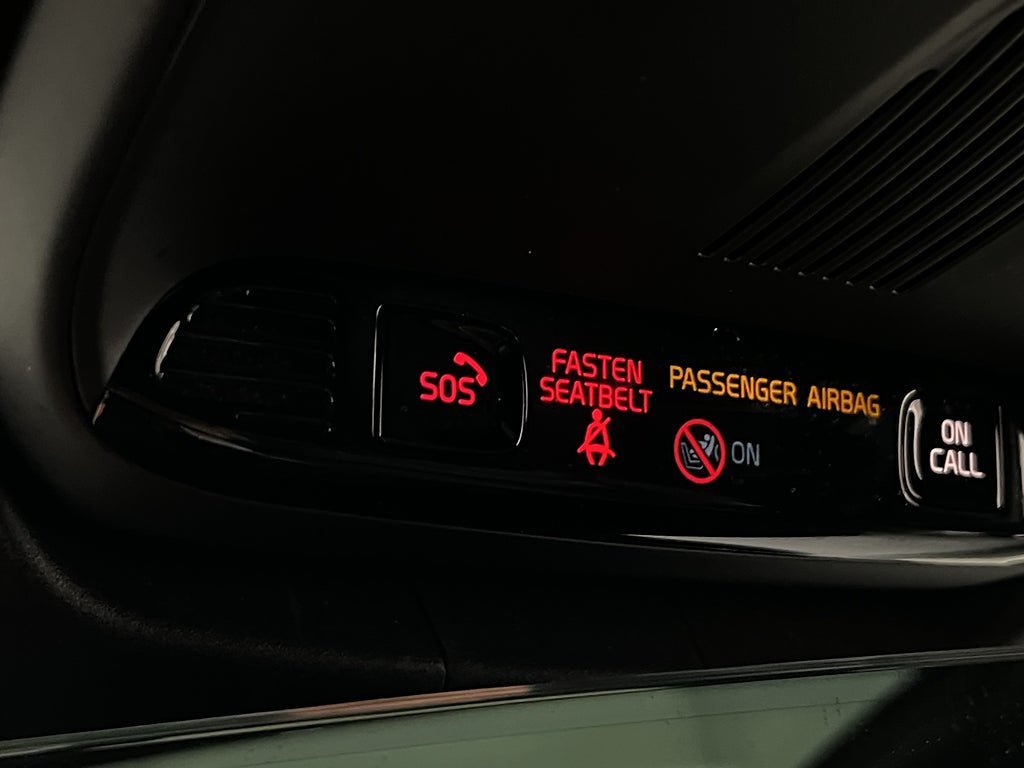 SOS
FASTEN
SEATBELT
PASSENGER AIRBAG
ON
ON
CALL